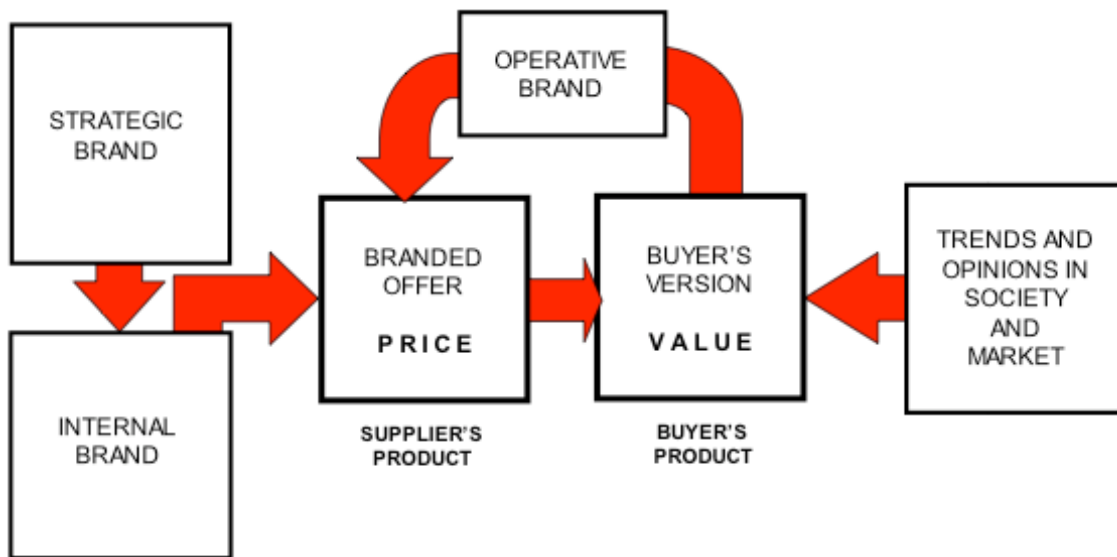 STRATEGIC
BRAND
INTERNAL
BRAND
OPERATIVE
BRAND
BRANDED
OFFER
PRICE
SUPPLIER'S
PRODUCT
BUYER'S
VERSION
VALUE
BUYER'S
PRODUCT
TRENDS AND
OPINIONS IN
SOCIETY
AND
MARKET